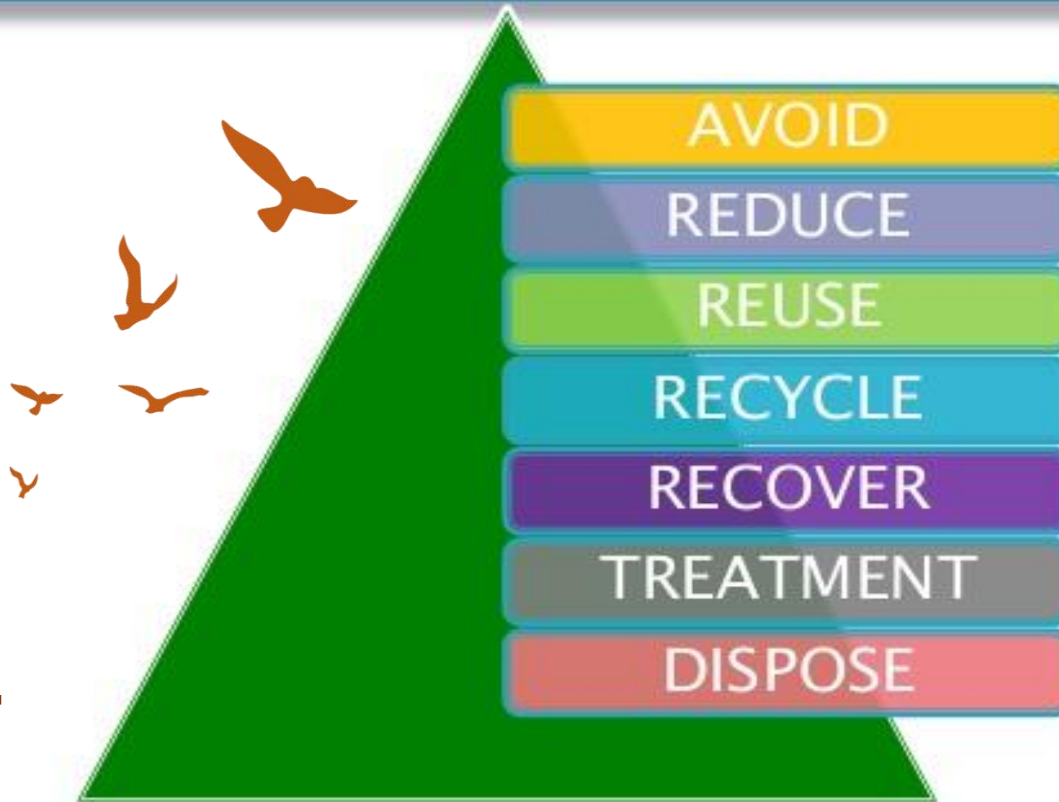 AVOID
REDUCE
REUSE
RECYCLE
RECOVER
TREATMENT
DISPOSE